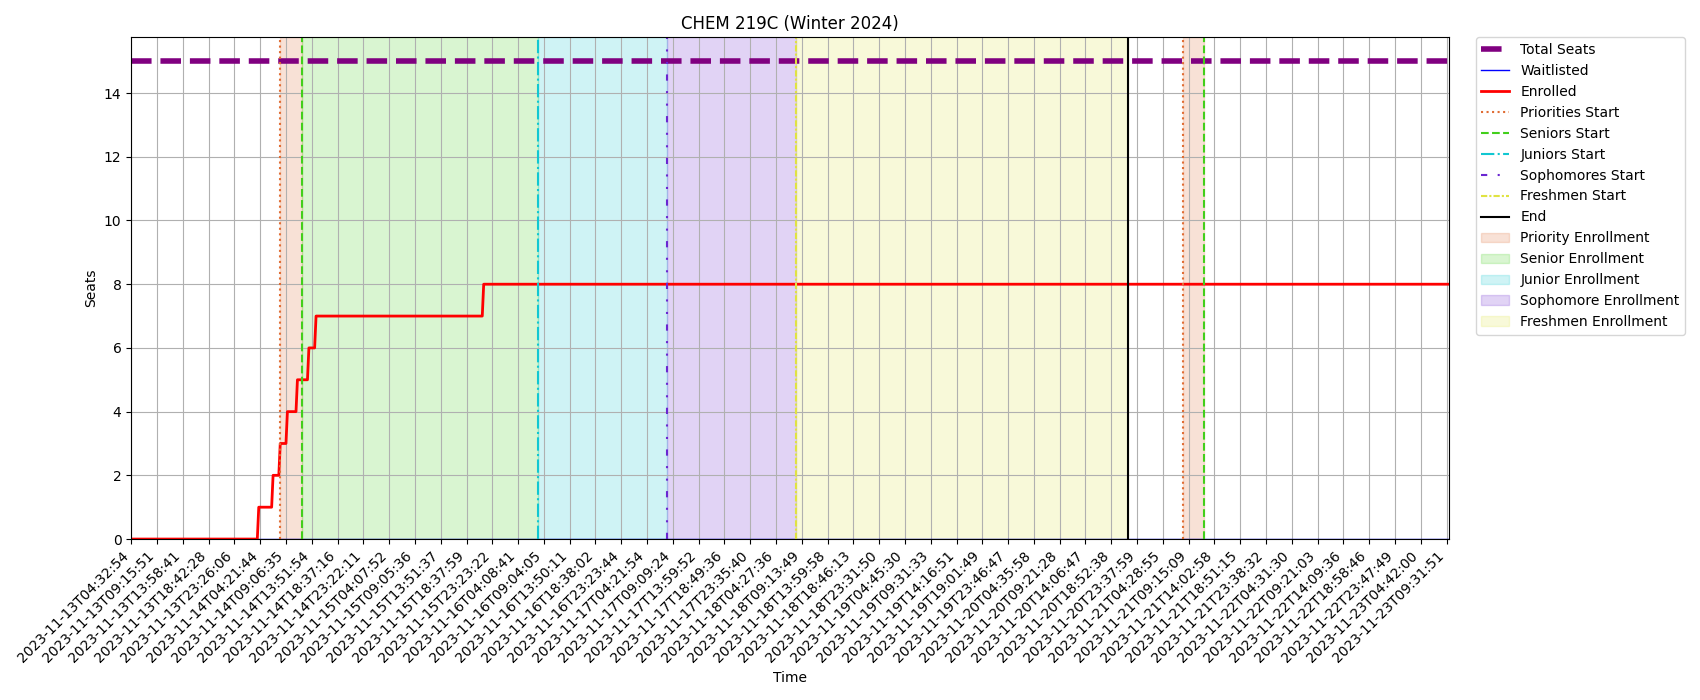 CHEM 219C (Winter 2024)
Total Seats
Waitlisted
Enrolled
Priorities Start
Seniors Start
Juniors Start
Sophomores Start
Freshmen Start
End
Priority Enrollment
Senior Enrollment
Junior Enrollment
Sophomore Enrollment
Freshmen Enrollment
Seats
14
12
10
8
6
4
2
0
2023-11-13T04:32:54
2023-11-13T09:15:51
2023-11-13T13:58:41
2023-11-13T18:42:28
2023-11-13T23:26:06
2023-11-14T04:21:44
2023-11-14T09:06:35
2023-11-14T13:51:54
2023-11-14T18:37:16
2023-11-14T23:22:11
2023-11-15T04:07:52
2023-11-15T09:05:36
2023-11-15T13:51:37
2023-11-15T18:37:59
2023-11-15T23:23:22
2023-11-16T04:08:41
2023-11-16T09:04:05
2023-11-16T13:50:11
2023-11-16T18:38:02
2023-11-16T23:23:44
2023-11-17T04:21:54
2023-11-17T09:09:24
2023-11-17T13:59:52
2023-11-17T18:49:36
2023-11-17T23:35:40
2023-11-18T04:27:36
2023-11-18T09:13:49
2023-11-18T13:59:58
2023-11-18T18:46:13
2023-11-18T23:31:50
2023-11-19T04:45:30
2023-11-19T09:31:33
2023-11-19T14:16:51
2023-11-19T19:01:49
2023-11-19T23:46:47
2023-11-20T04:35:58
2023-11-20T09:21:28
2023-11-20T14:06:47
2023-11-20T18:52:38
2023-11-20T23:37:59
2023-11-21T04:28:55
2023-11-21T09:15:09
2023-11-21T14:02:58
2023-11-21T18:51:15
2023-11-21T23:38:32
2023-11-22T04:31:30
2023-11-22T09:21:03
2023-11-22T14:09:36
2023-11-22T18:58:46
2023-11-22T23:47:49
2023-11-23T04:42:00
2023-11-23T09:31:51
Time